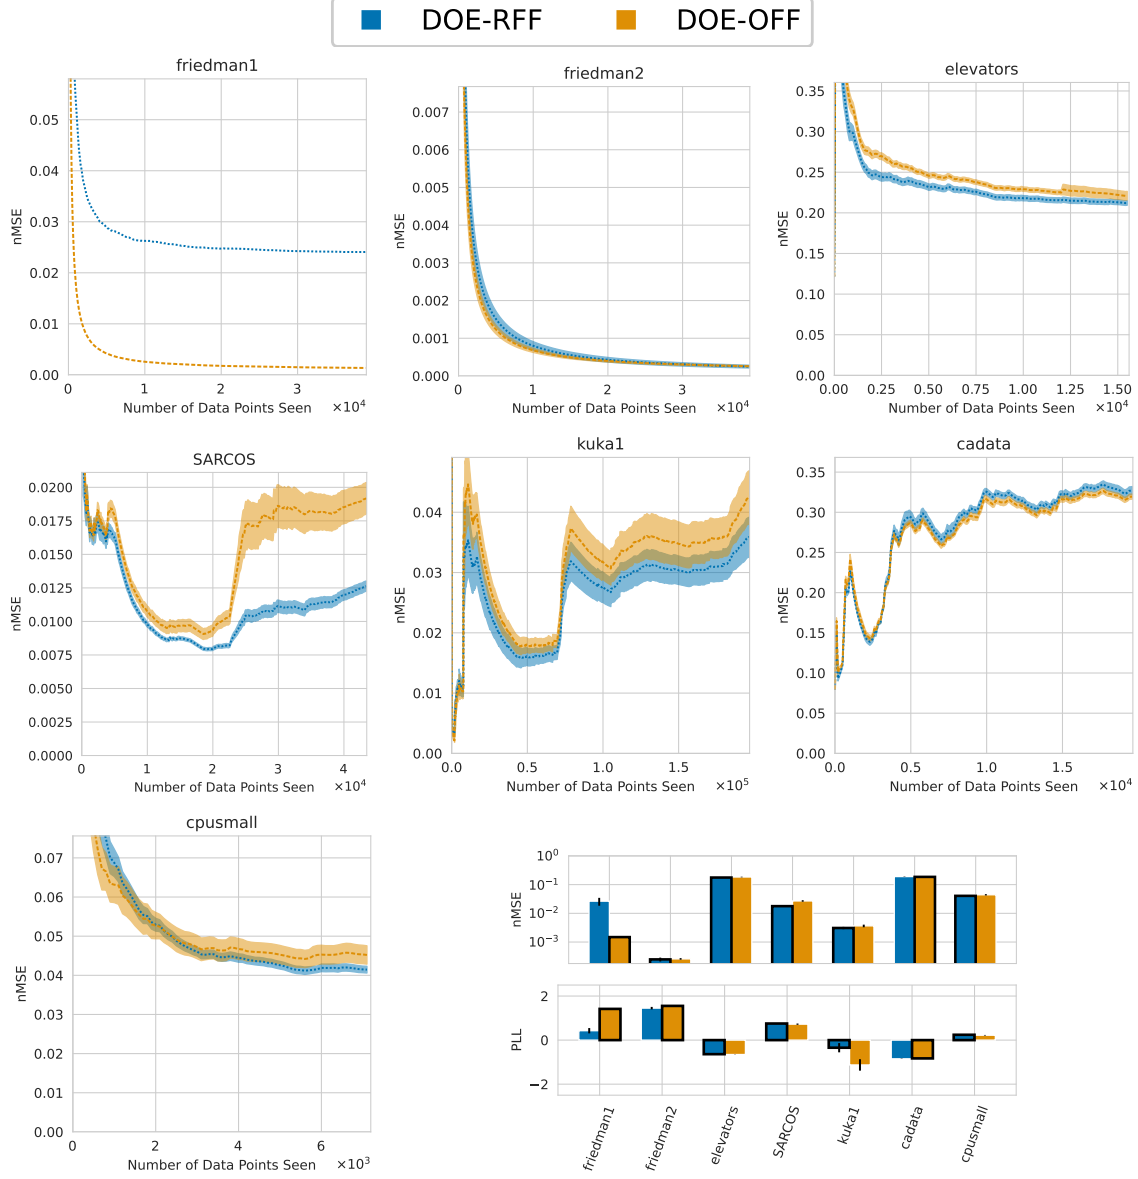 DOE-RFF DOE-OFF
friedman1
nMSE
0.05
0.04
0.03
0.02
0.01
0.00
0 1 2 3
Number of Data Points Seen ×10⁴
friedman2
nMSE
0.007
0.006
0.005
0.004
0.003
0.002
0.001
0.000
0 1 2 3
Number of Data Points Seen ×10⁴
elevators
nMSE
0.35
0.30
0.25
0.20
0.15
0.10
0.05
0.00
0.00 0.25 0.50 0.75 1.00 1.25 1.50
Number of Data Points Seen ×10⁴
SARCOS
nMSE
0.0200
0.0175
0.0150
0.0125
0.0100
0.0075
0.0050
0.0025
0.0000
0 1 2 3 4
Number of Data Points Seen ×10⁴
kuka1
nMSE
0.04
0.03
0.02
0.01
0.00
0.0 0.5 1.0 1.5
Number of Data Points Seen ×10⁵
cadata
nMSE
0.35
0.30
0.25
0.20
0.15
0.10
0.05
0.00
0.0 0.5 1.0 1.5
Number of Data Points Seen ×10⁴
cpusmall
nMSE
0.07
0.06
0.05
0.04
0.03
0.02
0.01
0.00
0 2 4 6
Number of Data Points Seen ×10³
nMSE
10⁰
10⁻¹
10⁻²
10⁻³
PLL
2
0
−2
friedman1 friedman2 elevators SARCOS kuka1 cadata cpusmall